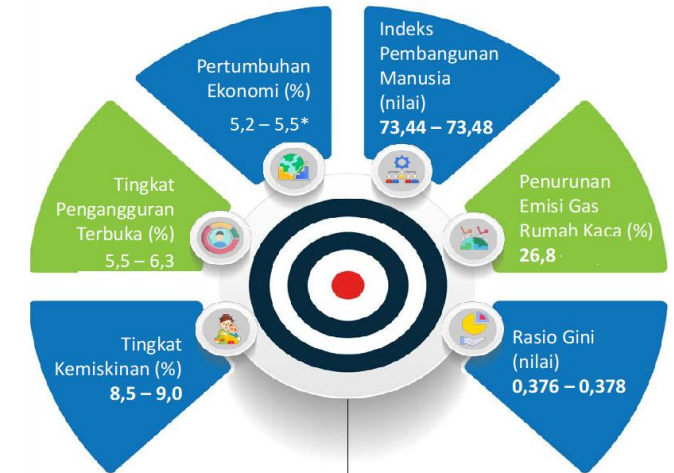 Indeks
Pembangunan
Manusia
(nilai)
73,44 – 73,48
Pertumbuhan
Ekonomi (%)
5,2 – 5,5*
Tingkat
Pengangguran
Terbuka (%)
5,5 – 6,3
Penurunan
Emisi Gas
Rumah Kaca (%)
26,8
Tingkat
Kemiskinan (%)
8,5 – 9,0
Rasio Gini
(nilai)
0,376 – 0,378